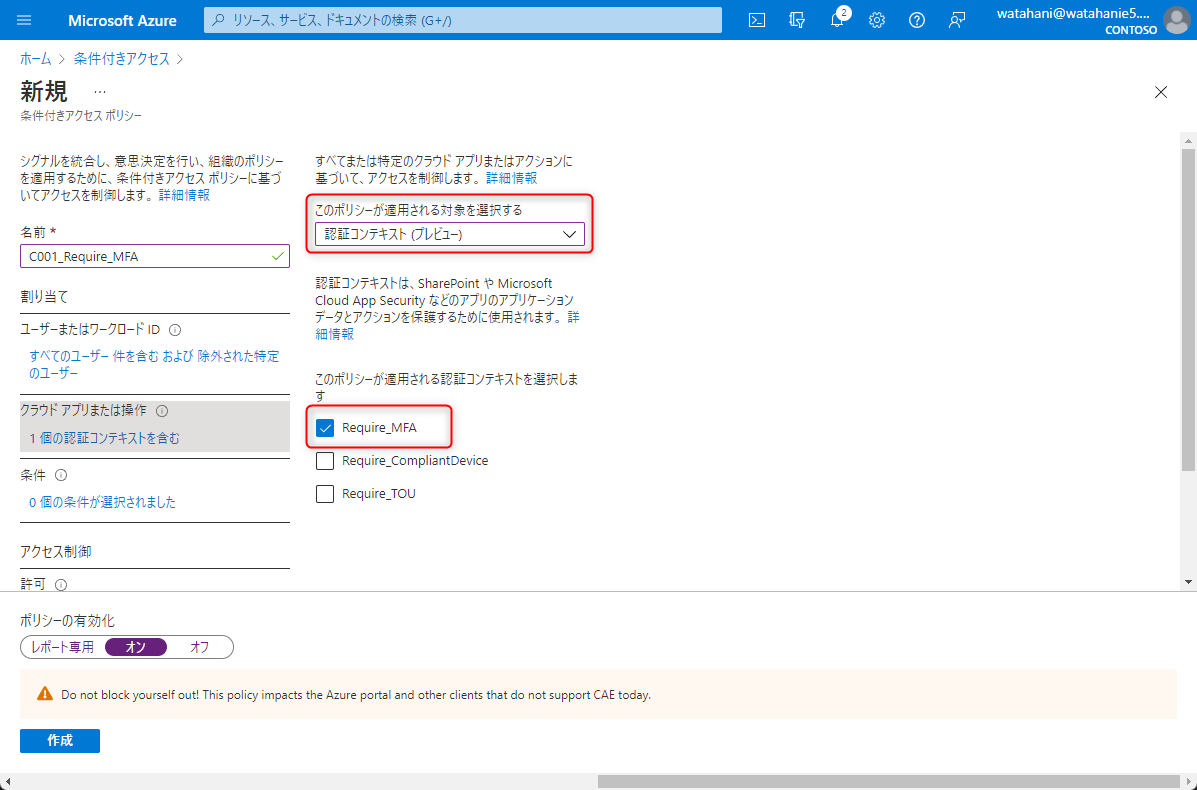 Microsoft Azure
リソース、サービス、ドキュメントの検索 (G+/)
2
watahani@watahanie5....
CONTOSO
ホーム > 条件付きアクセス >
新規 ...
条件付きアクセス ポリシー
シグナルを統合し、意思決定を行い、組織のポリシー
を適用するために、条件付きアクセス ポリシーに基づ
いてアクセスを制御します。 詳細情報
名前 *
C001_Require_MFA
割り当て
ユーザーまたはワークロード ID
すべてのユーザー 件を含む および 除外された特定
のユーザー
クラウド アプリまたは操作
1 個の認証コンテキストを含む
条件
0 個の条件が選択されました
アクセス制御
許可
すべてまたは特定のクラウド アプリまたはアクションに
基づいて、アクセスを制御します。 詳細情報
このポリシーが適用される対象を選択する
認証コンテキスト (プレビュー)
認証コンテキストは、SharePoint や Microsoft
Cloud App Security などのアプリのアプリケーション
データとアクションを保護するために使用されます。 詳
細情報
このポリシーが適用される認証コンテキストを選択しま
す
Require_MFA
Require_CompliantDevice
Require_TOU
ポリシーの有効化
レポート専用 オン オフ
Do not block yourself out! This policy impacts the Azure portal and other clients that do not support CAE today.
作成